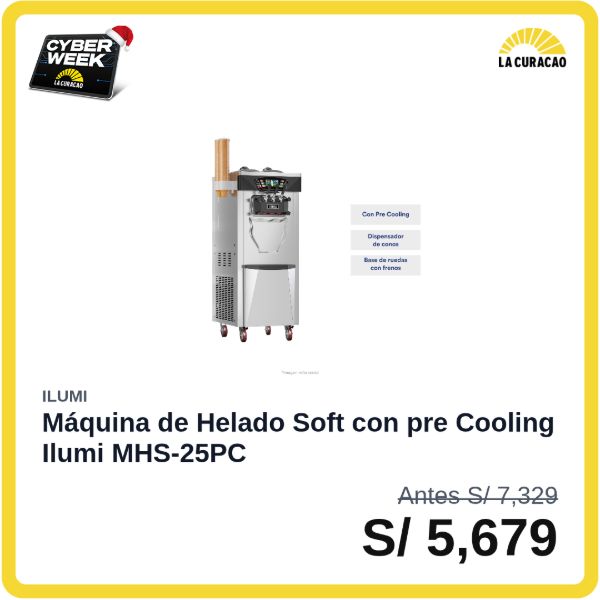 CYBER
WEEK
LA CURACAO
LA CURACAO
Con Pre Cooling
Dispensador
de conos
Base de ruedas
con frenos
ILUMI
Máquina de Helado Soft con pre Cooling
Ilumi MHS-25PC
Antes S/ 7,329
S/ 5,679